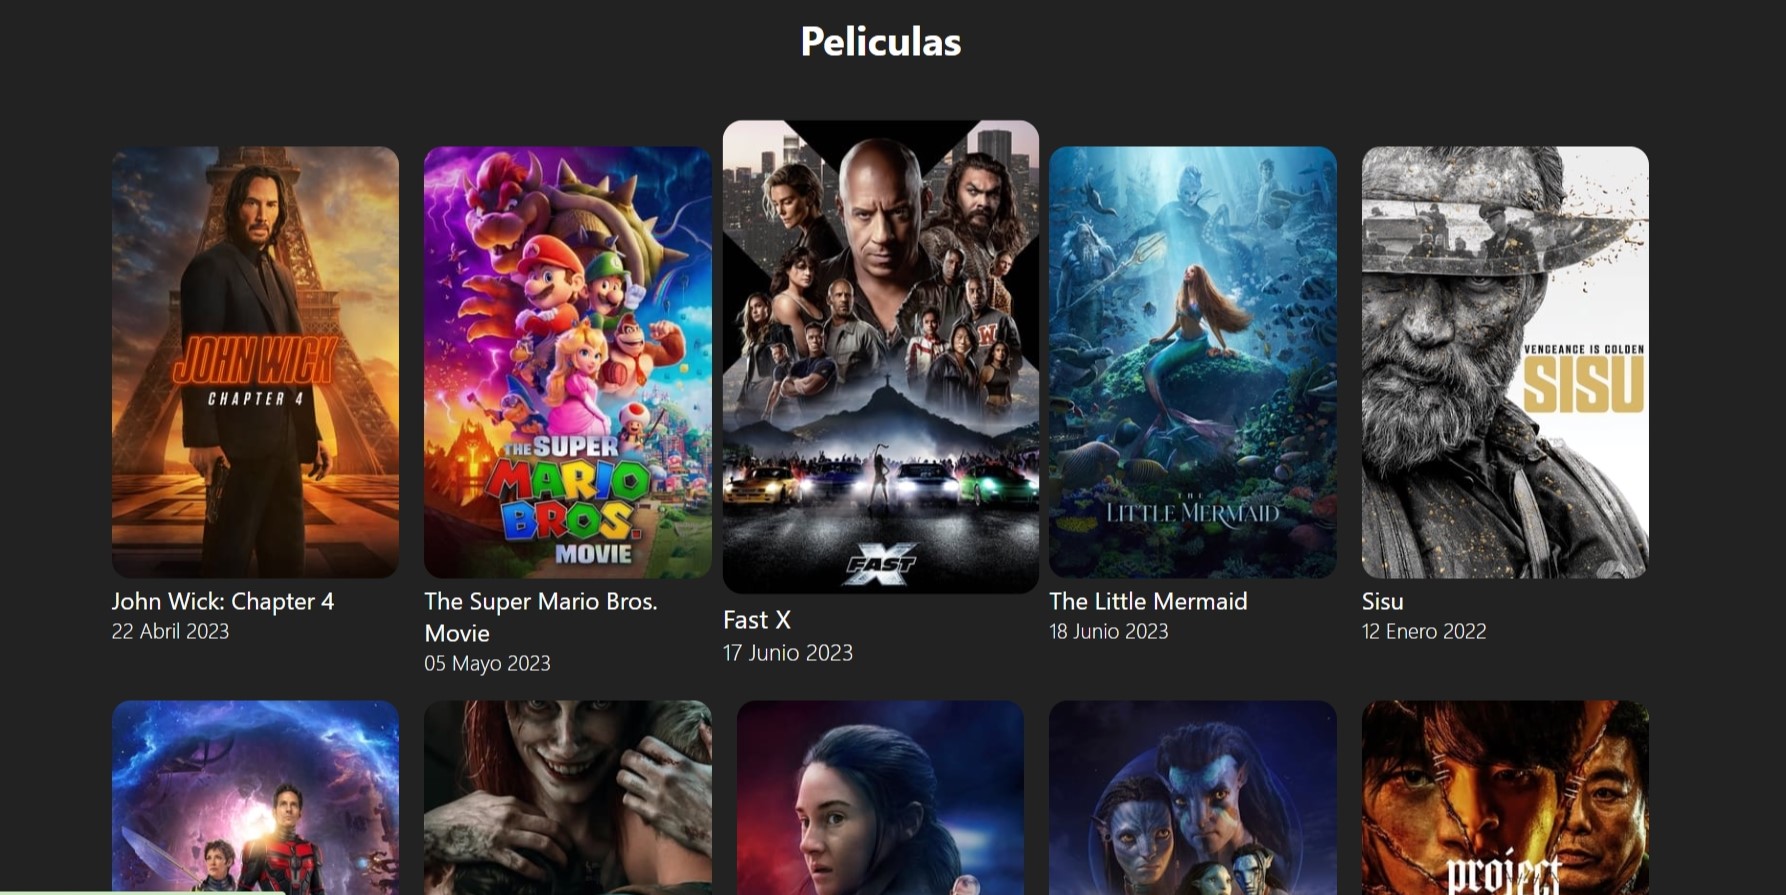 Peliculas
JOHN WICK
CHAPTER 4
THE SUPER
MARIO
BROS.
MOVIE
X
FAST
W
THE
LITTLE MERMAID
VENGEANCE IS GOLDEN
SISU
John Wick: Chapter 4
22 Abril 2023
The Super Mario Bros.
Movie
05 Mayo 2023
Fast X
17 Junio 2023
The Little Mermaid
18 Junio 2023
Sisu
12 Enero 2022
project